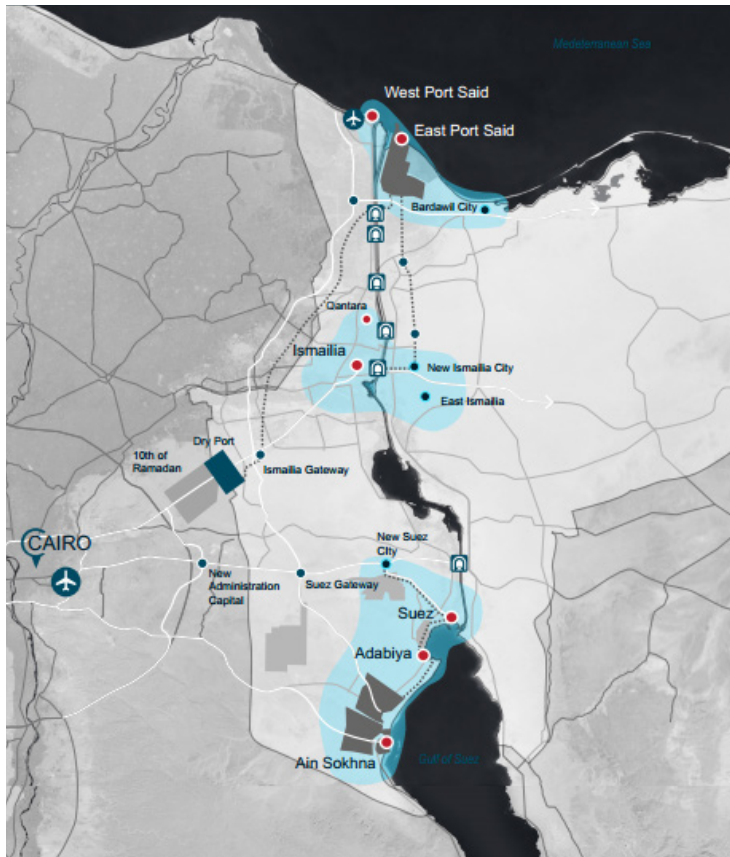 Medeterranean Sea
West Port Said
East Port Said
Bardawil City
Qantara
Ismailia
New Ismailia City
East Ismailia
Dry Port
10th of
Ramadan
Ismailia Gateway
CAIRO
New Suez
City
New
Administration
Capital
Suez Gateway
Suez
Adabiya
Ain Sokhna
Gulf of Suez